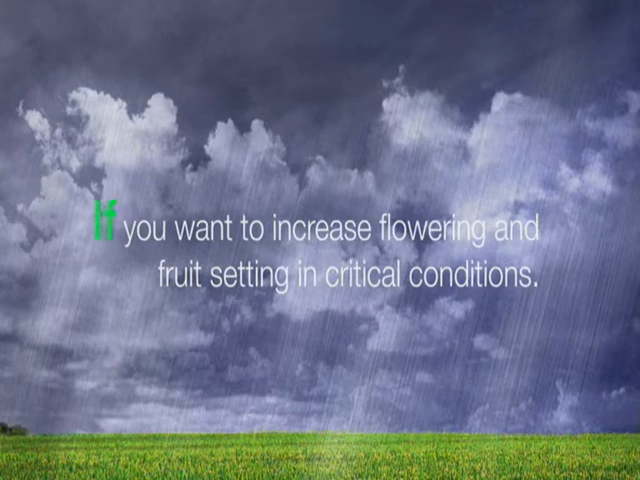 If you want to increase flowering and
fruit setting in critical conditions.